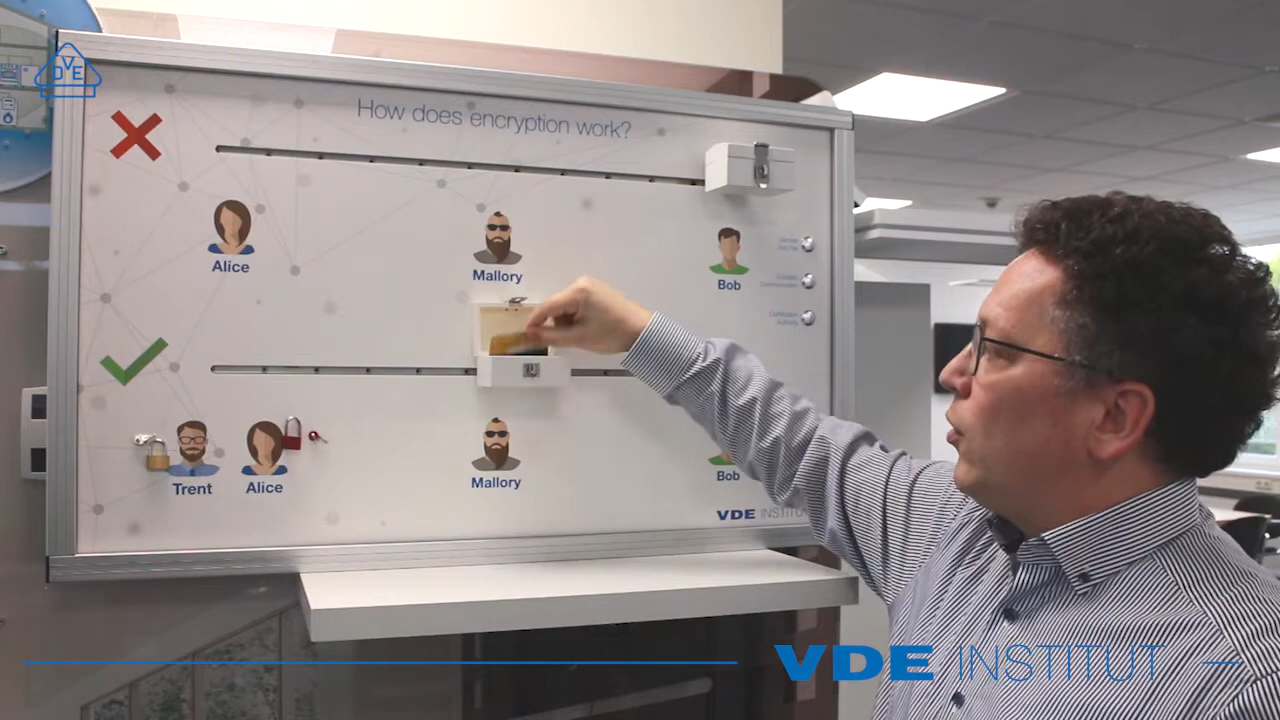 VDE
How does encryption work?
Alice
Mallory
Bob
Trent
Alice
Mallory
Bob
VDE INSTITUT
VDE INSTITUT